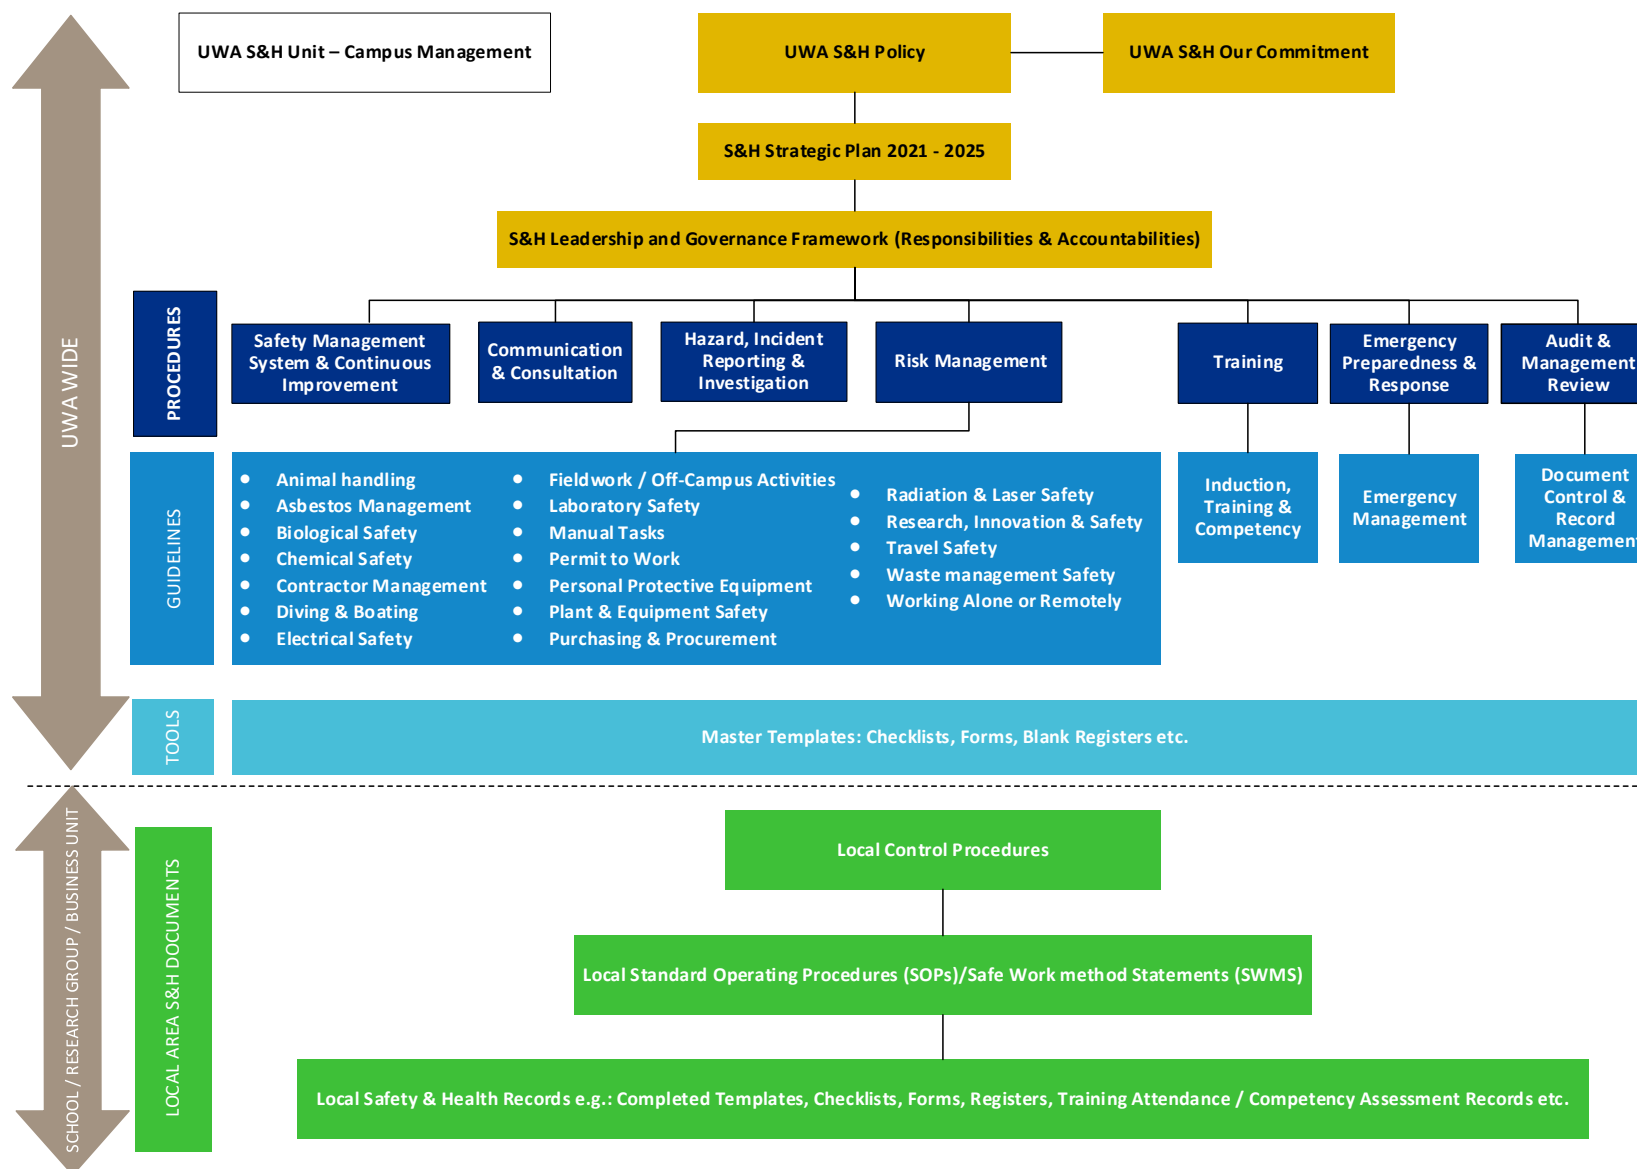 UWA S&H Unit – Campus Management
UWA S&H Policy
UWA S&H Our Commitment
S&H Strategic Plan 2021 - 2025
S&H Leadership and Governance Framework (Responsibilities & Accountabilities)
UWA WIDE
PROCEDURES
Safety Management
System & Continuous
Improvement
Communication
& Consultation
Hazard, Incident
Reporting &
Investigation
Risk Management
Training
Emergency
Preparedness &
Response
Audit &
Management
Review
GUIDELINES
• Animal handling
• Asbestos Management
• Biological Safety
• Chemical Safety
• Contractor Management
• Diving & Boating
• Electrical Safety
• Fieldwork / Off-Campus Activities
• Laboratory Safety
• Manual Tasks
• Permit to Work
• Personal Protective Equipment
• Plant & Equipment Safety
• Purchasing & Procurement
• Radiation & Laser Safety
• Research, Innovation & Safety
• Travel Safety
• Waste management Safety
• Working Alone or Remotely
Induction,
Training &
Competency
Emergency
Management
Document
Control &
Record
Management
TOOLS
Master Templates: Checklists, Forms, Blank Registers etc.
SCHOOL / RESEARCH GROUP / BUSINESS UNIT
LOCAL AREA S&H DOCUMENTS
Local Control Procedures
Local Standard Operating Procedures (SOPs)/Safe Work method Statements (SWMS)
Local Safety & Health Records e.g.: Completed Templates, Checklists, Forms, Registers, Training Attendance / Competency Assessment Records etc.